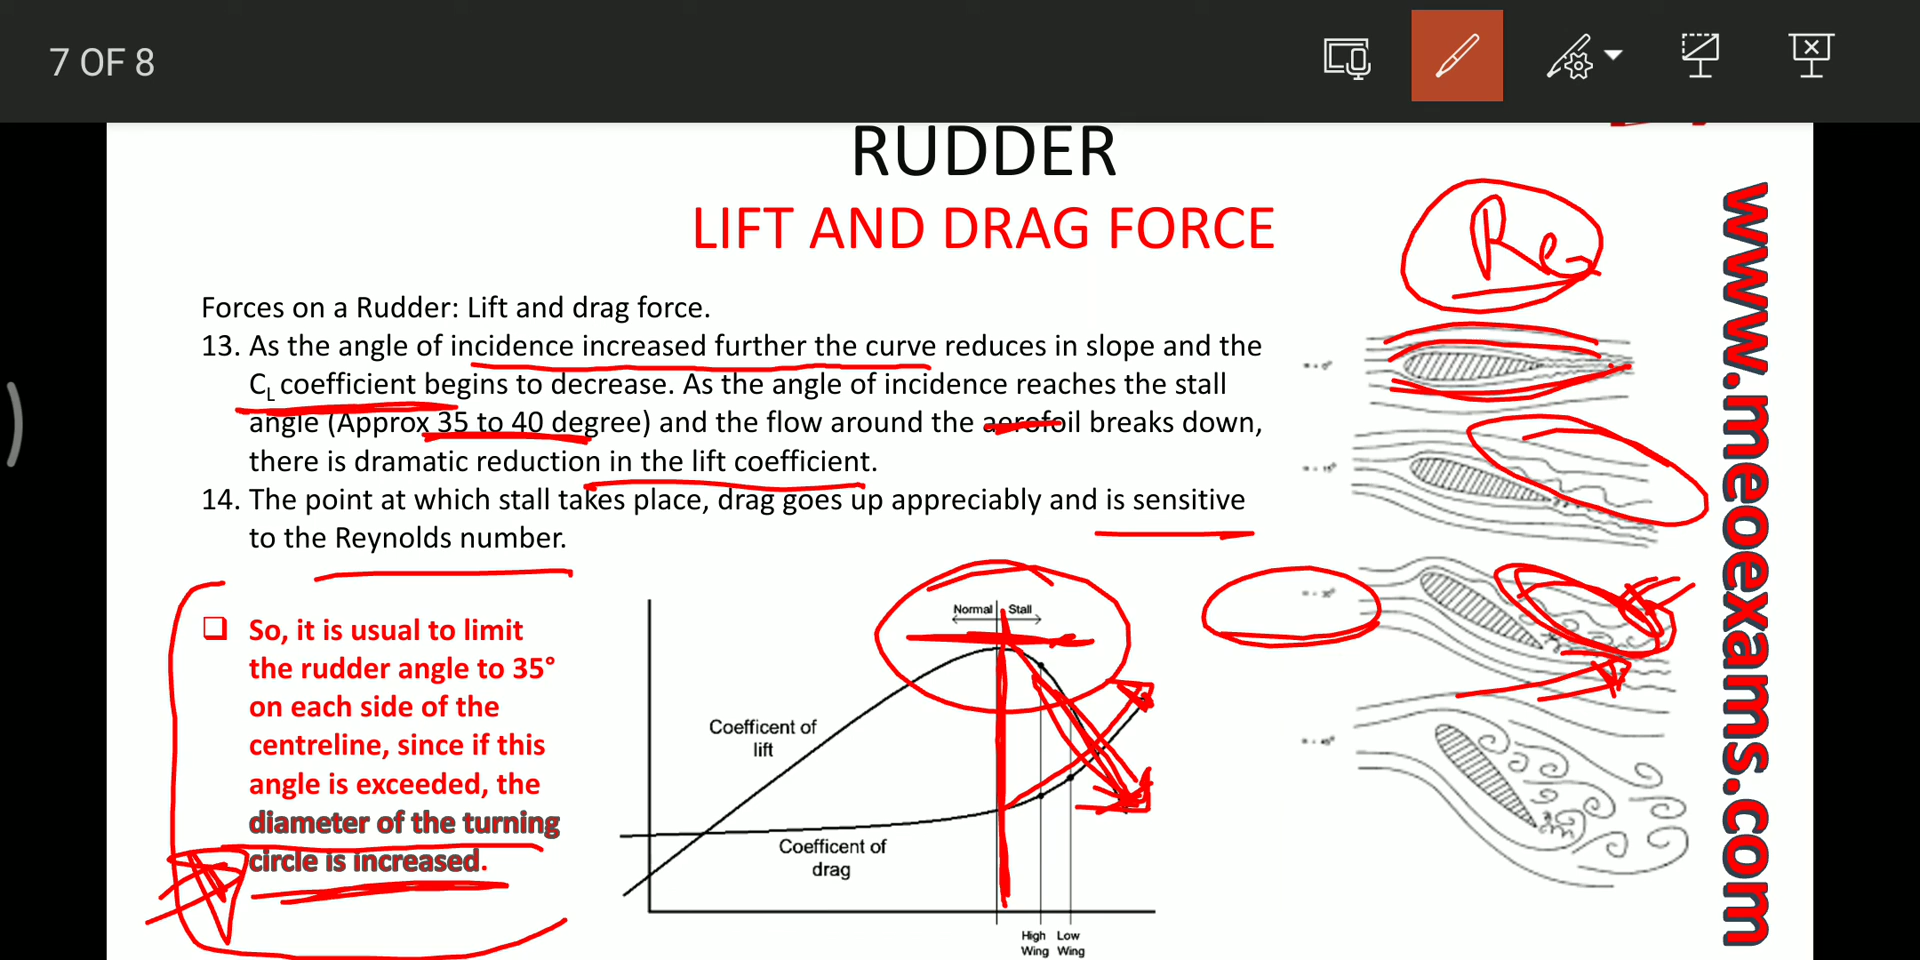 7 OF 8
RUDDER
LIFT AND DRAG FORCE
Re
Forces on a Rudder: Lift and drag force.
13. As the angle of incidence increased further the curve reduces in slope and the
CL coefficient begins to decrease. As the angle of incidence reaches the stall
angle (Approx 35 to 40 degree) and the flow around the aerofoil breaks down,
there is dramatic reduction in the lift coefficient.
14. The point at which stall takes place, drag goes up appreciably and is sensitive
to the Reynolds number.
So, it is usual to limit
the rudder angle to 35°
on each side of the
centreline, since if this
angle is exceeded, the
diameter of the turning
circle is increased.
Normal Stall
Coefficent of
lift
Coefficent of
drag
High Low
Wing Wing
www.meoexams.com